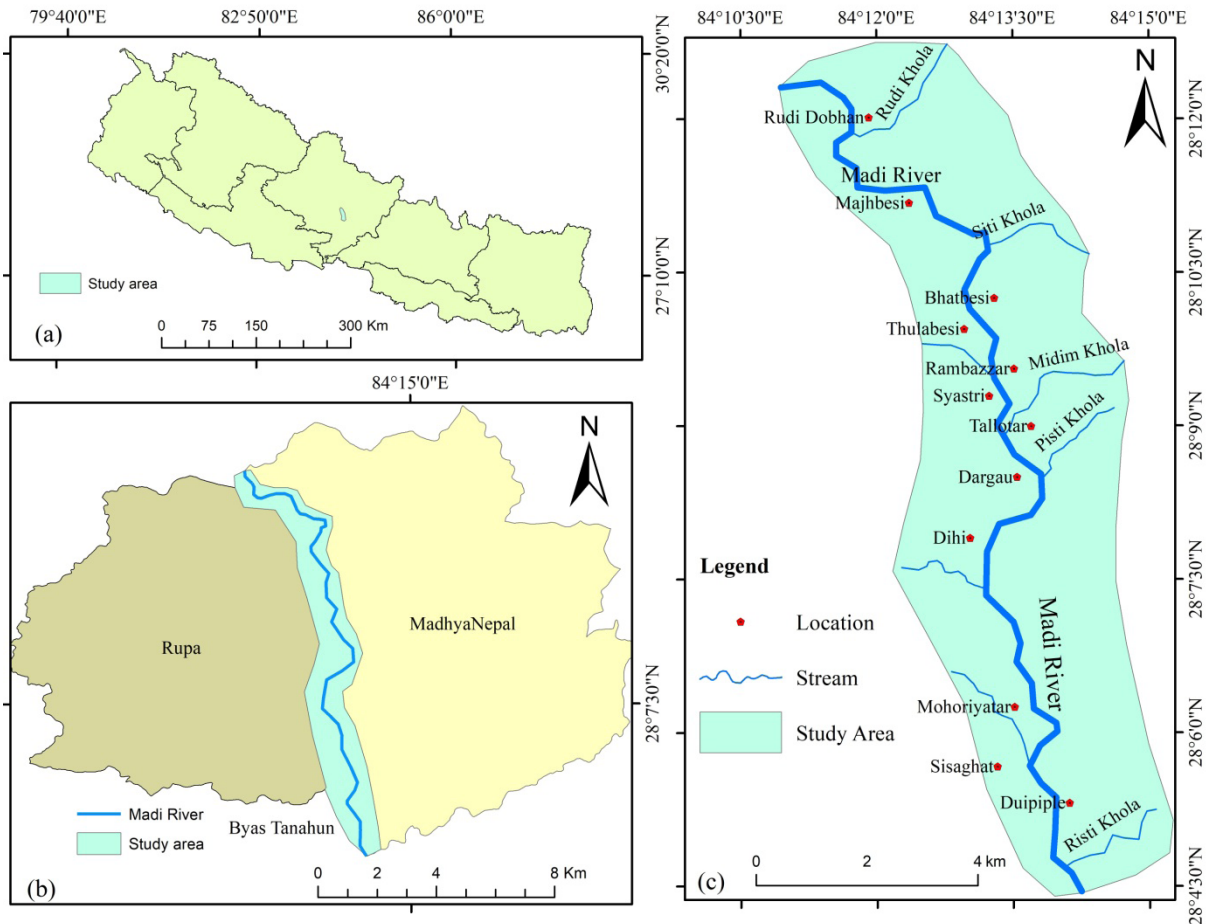 79°40'0"E
82°50'0"E
86°0'0"E
30°20'0"N
27°10'0"N
Study area
0 75 150 300 Km
(a)
84°15'0"E
N
Rupa
MadhyaNepal
28°7'30"N
Madi River
Study area
Byas Tanahun
0 2 4 8 Km
(b)
84°10'30"E
84°12'0"E
84°13'30"E
84°15'0"E
N
Rudi Khola
Rudi Dobhan
28°12'0"N
Madi River
Majhbesi
Siti Khola
28°10'30"N
Bhatbesi
Thulabesi
Midim Khola
Rambazzar
Syastri
Pisti Khola
Tallotar
28°9'0"N
Dargau
Dihi
28°7'30"N
Legend
Location
Stream
Study Area
Madi River
Mohoriyatar
28°6'0"N
Sisaghat
Duipiple
Risti Khola
28°4'30"N
0 2 4 km
(c)